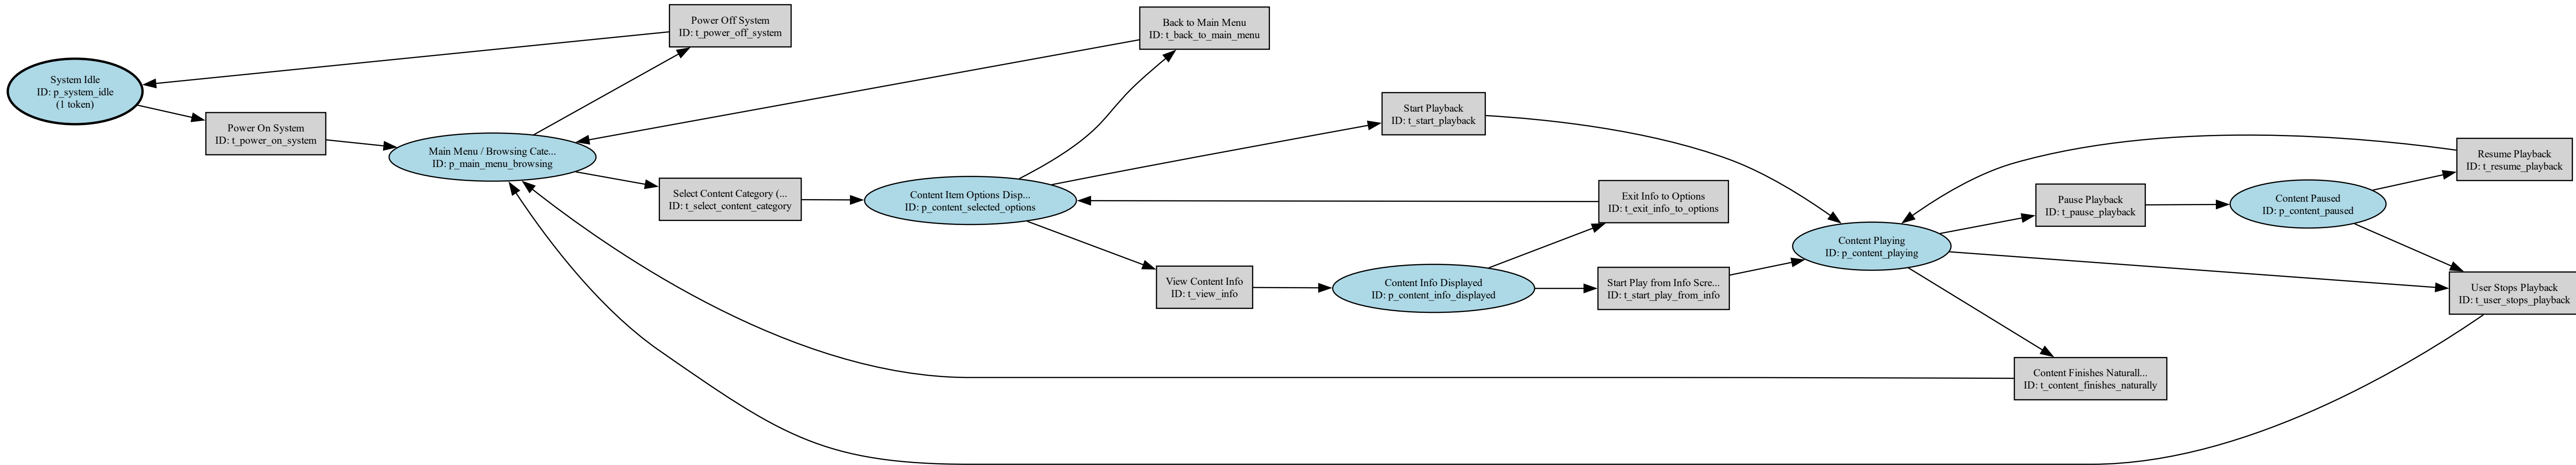 Power Off System
ID: t_power_off_system
Back to Main Menu
ID: t_back_to_main_menu
System Idle
ID: p_system_idle
(1 token)
Power On System
ID: t_power_on_system
Main Menu / Browsing Cate...
ID: p_main_menu_browsing
Select Content Category (...
ID: t_select_content_category
Content Item Options Disp...
ID: p_content_selected_options
Start Playback
ID: t_start_playback
Exit Info to Options
ID: t_exit_info_to_options
View Content Info
ID: t_view_info
Content Info Displayed
ID: p_content_info_displayed
Start Play from Info Scre...
ID: t_start_play_from_info
Content Playing
ID: p_content_playing
Pause Playback
ID: t_pause_playback
Content Paused
ID: p_content_paused
Resume Playback
ID: t_resume_playback
User Stops Playback
ID: t_user_stops_playback
Content Finishes Naturall...
ID: t_content_finishes_naturally